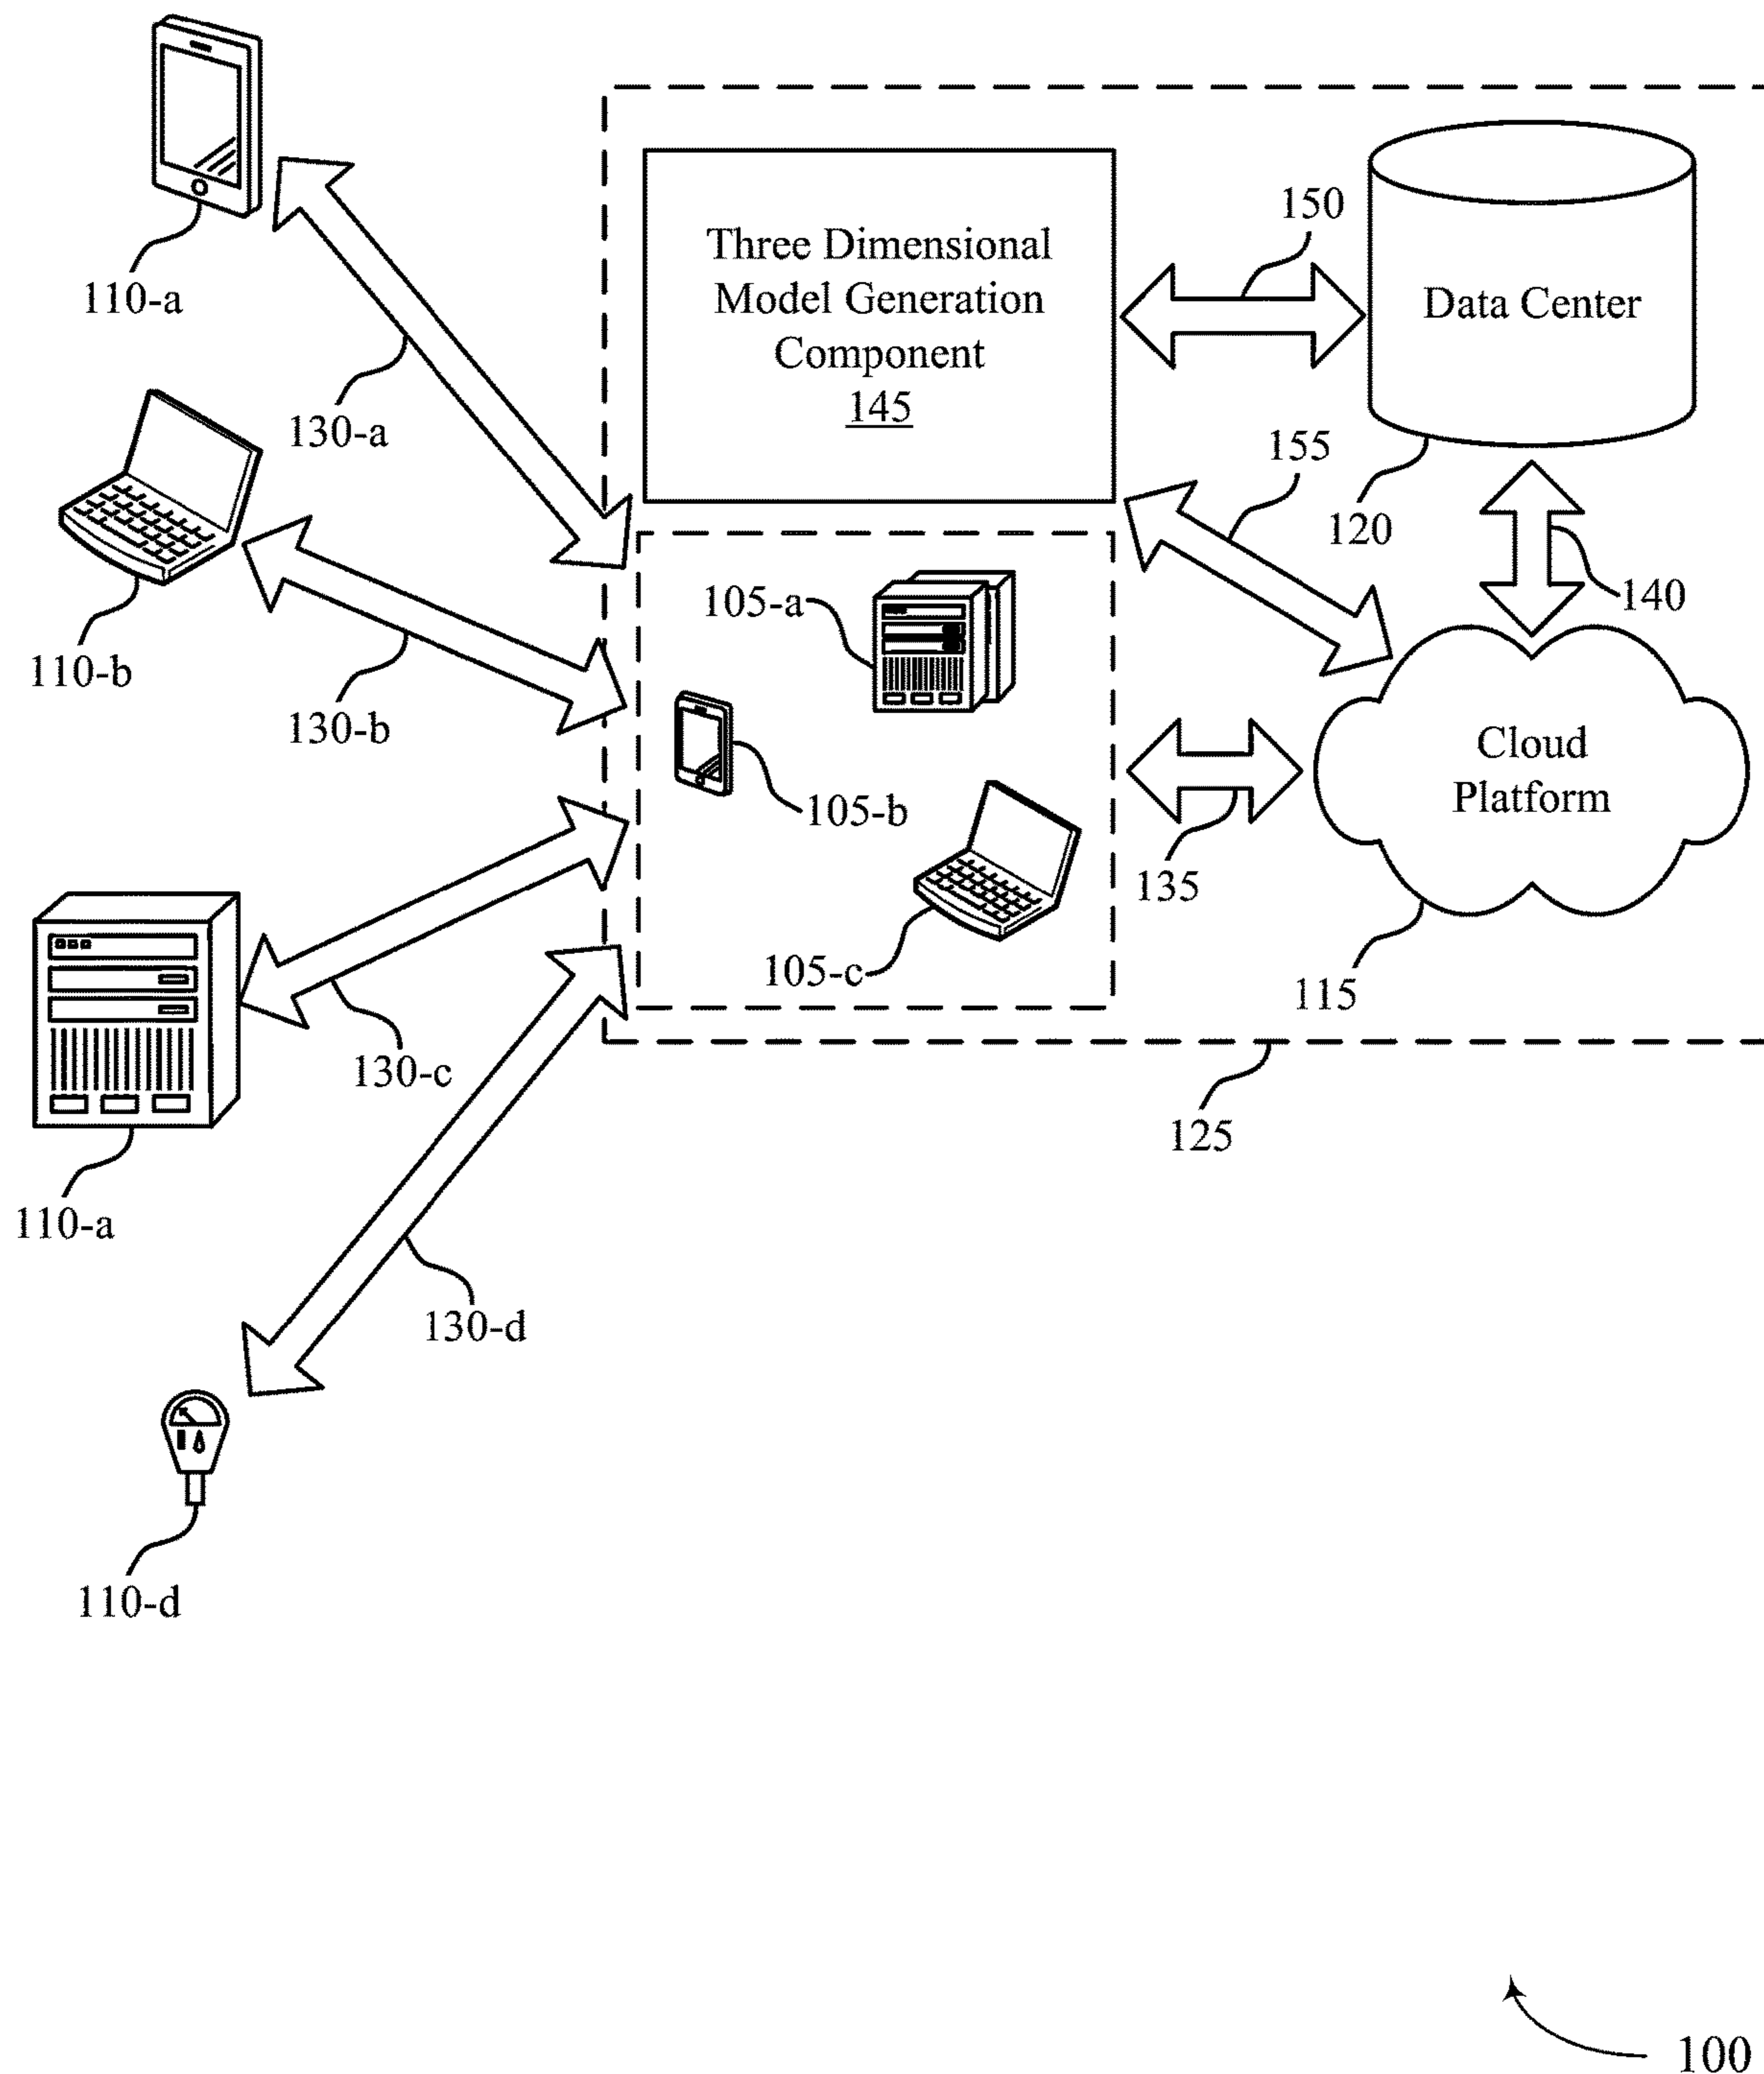 110-a
130-a
110-b
130-b
110-a
130-c
130-d
110-d
Three Dimensional
Model Generation
Component
145
150
Data Center
155
120
140
105-a
105-b
105-c
Cloud
Platform
135
115
125
100